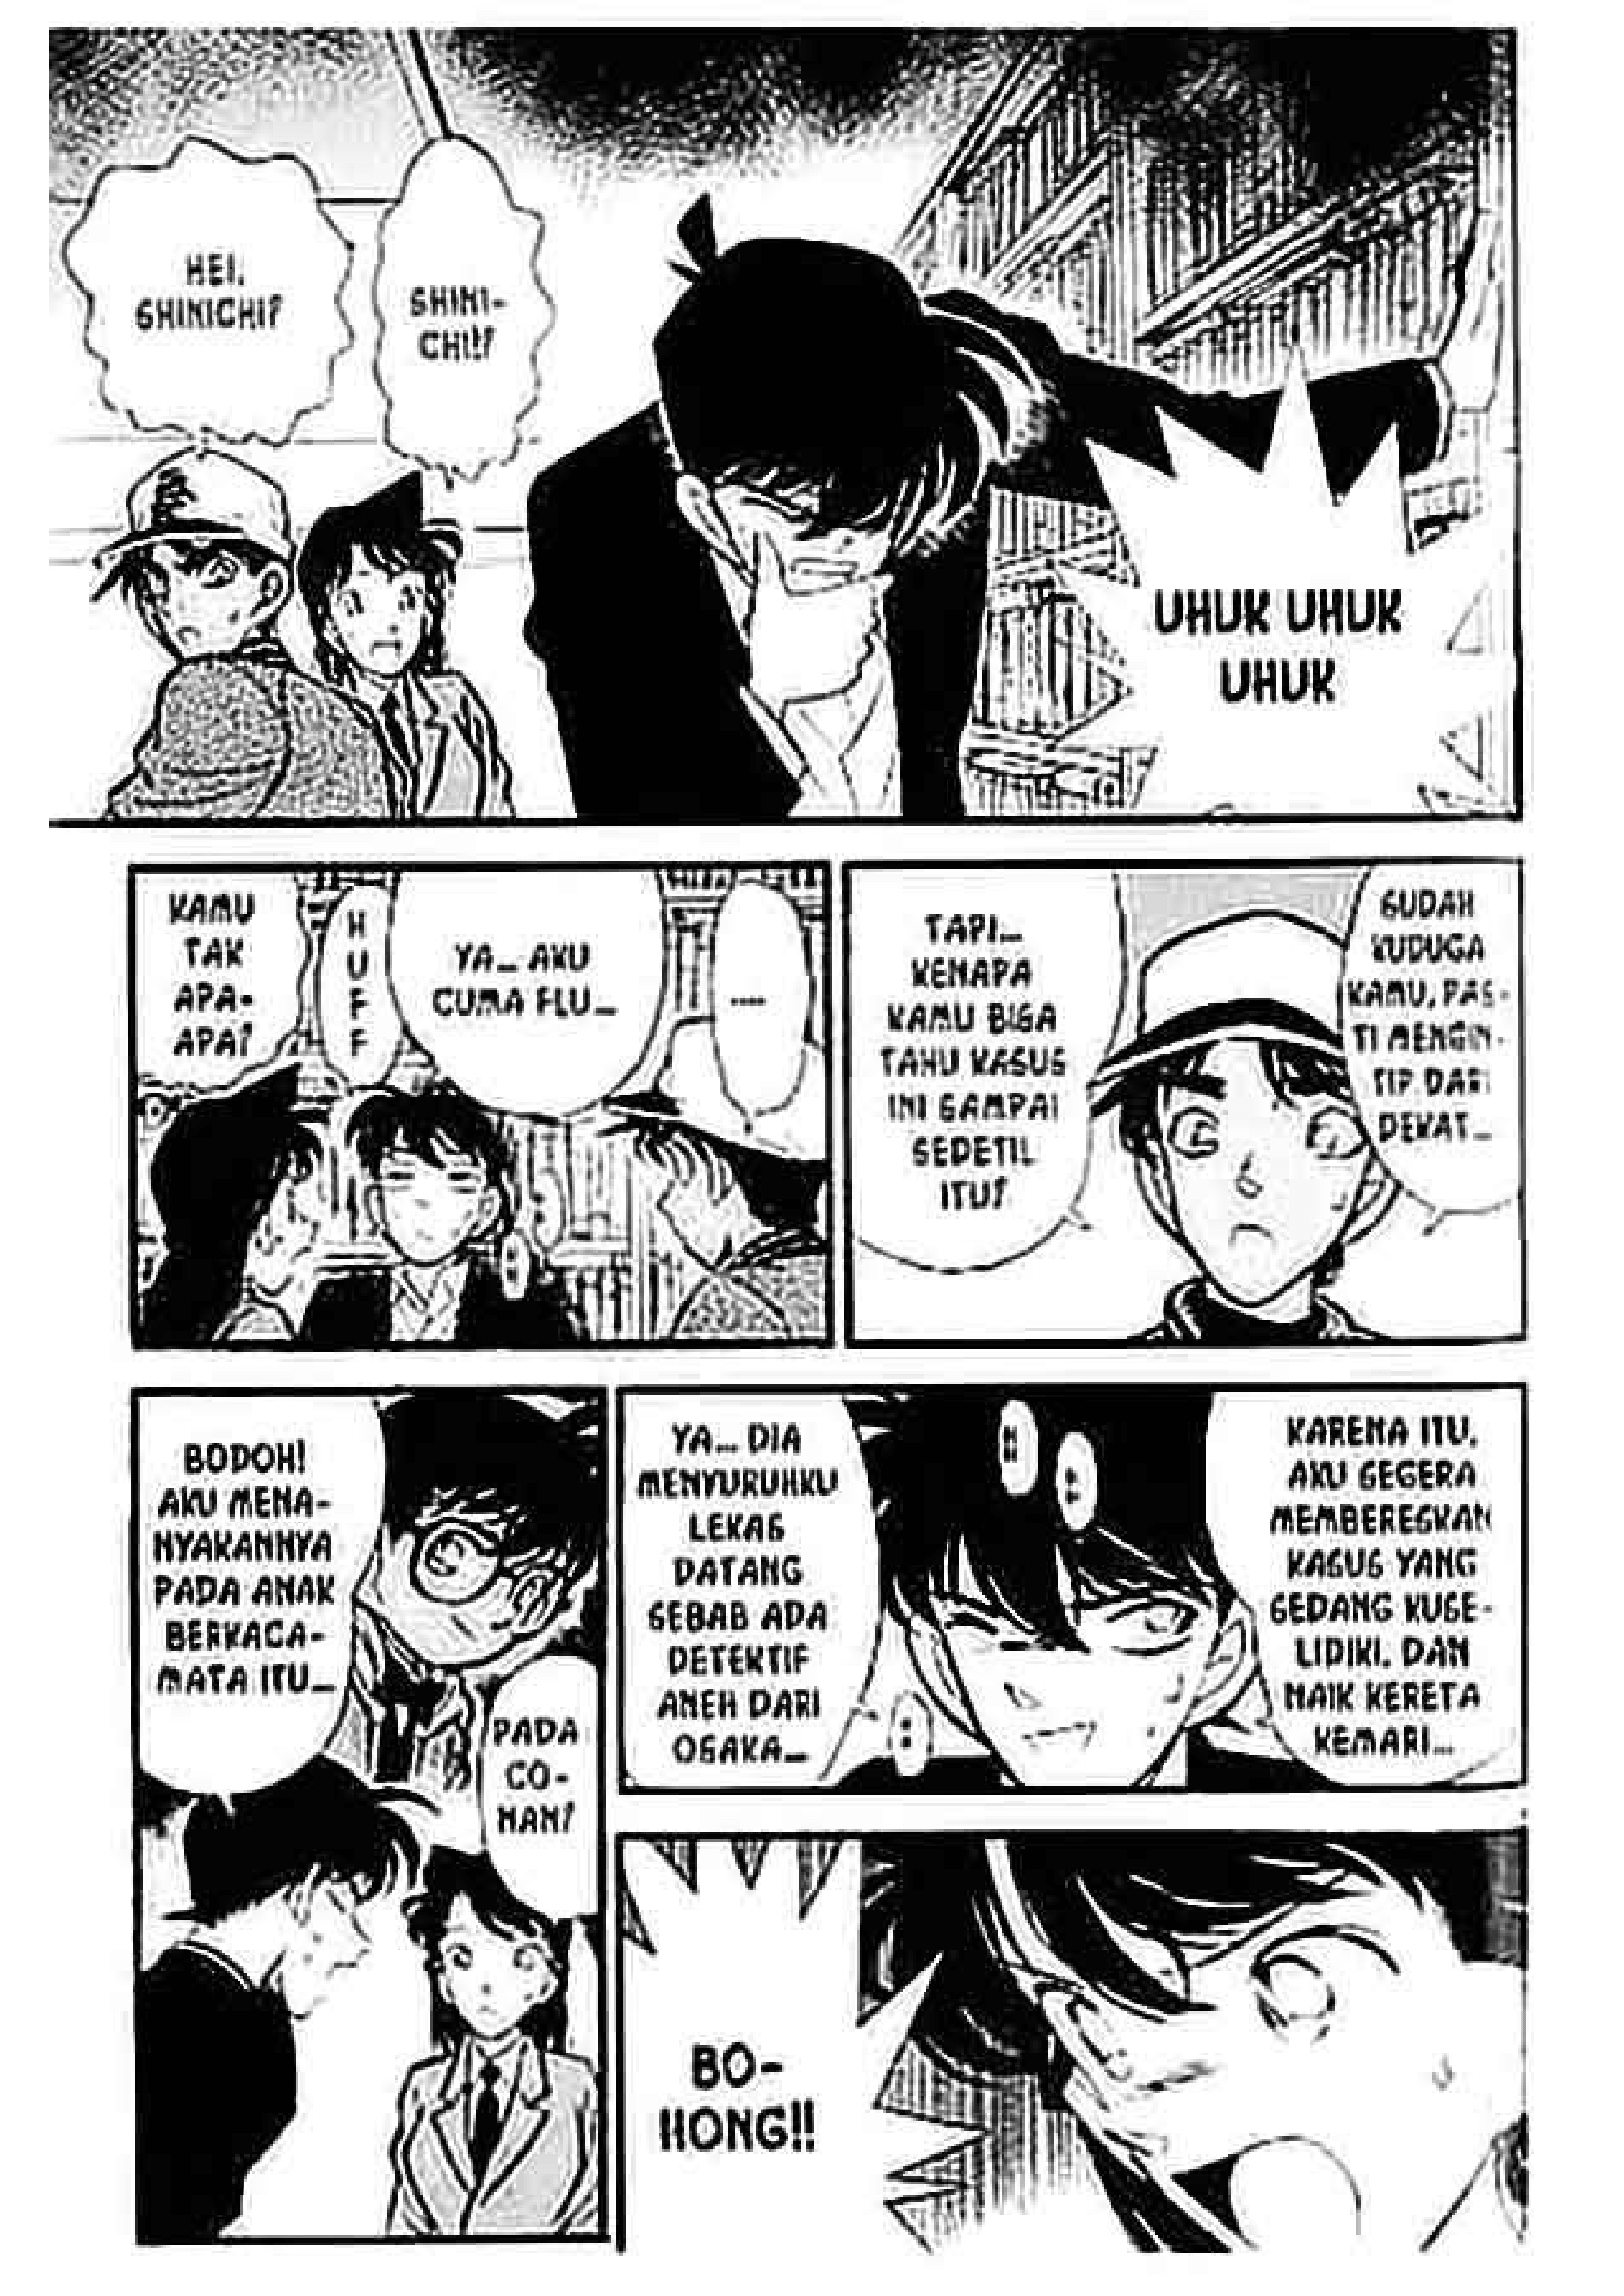 UHUK UHUK
UHUK
SHINI-
CHI!?
HEI,
SHINICHI?
SUDAH
KUDUGA
KAMU, PAS-
TI MENGIN-
TIP DARI
DEKAT...
TAPI...
KENAPA
KAMU BISA
TAHU KASUS
INI SAMPAI
SEDETIL
ITU?
....
YA... AKU
CUMA FLU...
H
U
F
F
KAMU
TAK
APA-
APA?
KARENA ITU,
AKU SEGERA
MEMBERESKAN
KASUS YANG
SEDANG KUSE-
LIDIKI, DAN
NAIK KERETA
KEMARI...
YA... DIA
MENYURUHKU
LEKAS
DATANG
SEBAB ADA
DETEKTIF
ANEH DARI
OSAKA...
BODOH!
AKU MENA-
NYAKANNYA
PADA ANAK
BERKACA-
MATA ITU...
PADA
CO-
NAN?
BO-
HONG!!